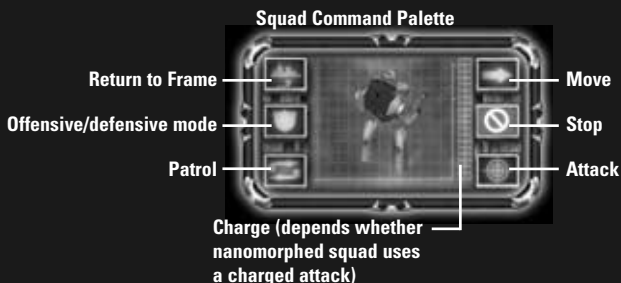 Squad Command Palette
Return to Frame
Move
Offensive/defensive mode
Stop
Patrol
Attack
Charge (depends whether
nanomorphed squad uses
a charged attack)